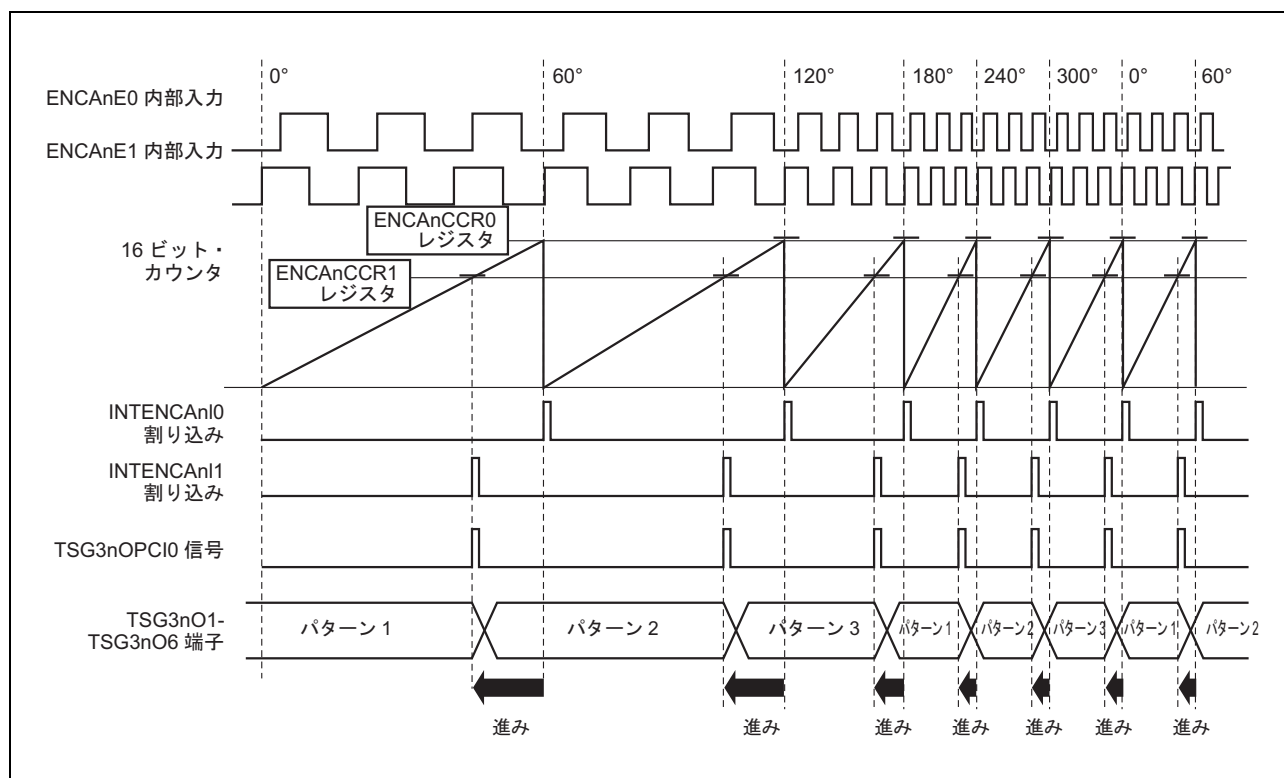 0° 60° 120° 180° 240° 300° 0° 60°
ENCAnE0 内部入力
ENCAnE1 内部入力
ENCAnCCR0
レジスタ
16 ビット・
カウンタ
ENCAnCCR1
レジスタ
INTENCAnI0
割り込み
INTENCAnI1
割り込み
TSG3nOPCI0 信号
TSG3nO1-
TSG3nO6 端子
パターン 1 パターン 2 パターン 3 パターン1 パターン2 パターン3 パターン1 パターン2
進み 進み 進み 進み 進み 進み 進み